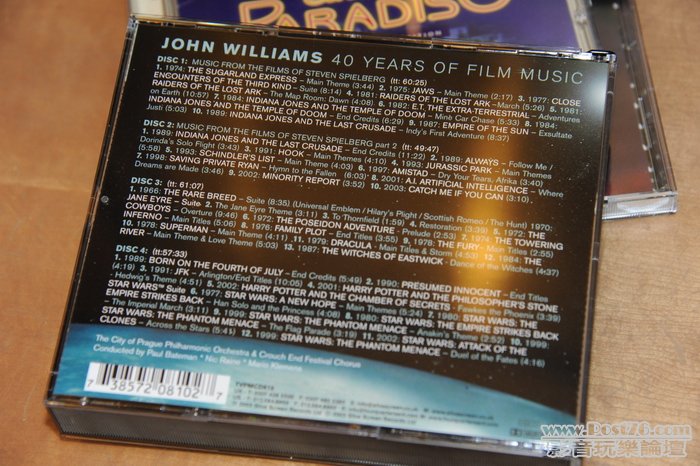 PARADISO
JOHN WILLIAMS 40 YEARS OF FILM MUSIC
DISC 1: MUSIC FROM THE FILMS OF STEVEN SPIELBERG (tt: 60:25)
1. 1974: THE SUGARLAND EXPRESS – Main Theme (3:44) 2. 1975: JAWS – Main Theme (2:17) 3. 1977: CLOSE
ENCOUNTERS OF THE THIRD KIND – Suite (8:14) 4. 1981: RAIDERS OF THE LOST ARK –March (5:26) 5. 1981:
RAIDERS OF THE LOST ARK – The Map Room: Dawn (4:08) 6. 1982: E.T. THE EXTRA-TERRESTRIAL – Adventures
on Earth (10:57) 7. 1984: INDIANA JONES AND THE TEMPLE OF DOOM – Mine Car Chase (5:33) 8. 1984:
INDIANA JONES AND THE TEMPLE OF DOOM – End Credits (6:29) 9. 1987: EMPIRE OF THE SUN – Exsultate
Justi (5:03) 10. 1989: INDIANA JONES AND THE LAST CRUSADE – Indy's First Adventure (8:37)
DISC 2: MUSIC FROM THE FILMS OF STEVEN SPIELBERG part 2 (tt: 49:47)
1. 1989: INDIANA JONES AND THE LAST CRUSADE – End Credits (11:22) 2. 1989: ALWAYS – Follow Me /
Dorinda's Solo Flight (3:43) 3. 1991: HOOK – Main Themes (4:10) 4. 1993: JURASSIC PARK – Main Themes
(5:58) 5. 1993: SCHINDLER'S LIST – Main Theme 6. 1997: AMISTAD – Dry Your Tears, Afrika (3:40)
7. 1998: SAVING PRIVATE RYAN – Hymn to the Fallen (6:03) 8. 2001: A.I. ARTIFICIAL INTELLIGENCE – Where
Dreams are Made (3:46) 9. 2002: MINORITY REPORT (3:52) 10. 2003: CATCH ME IF YOU CAN (3:10)
DISC 3: (tt: 61:07)
1. 1966: THE RARE BREED – Suite (8:35). (Universal Emblem / Hilary's Plight / Scottish Romeo / The Hunt) 1970:
JANE EYRE – Suite 2. The Jane Eyre Theme (3:11) 3. To Thornfield (1:51) 4. Restoration (3:39) 5. 1972: THE
COWBOYS – Overture (9:46) 6. 1972: THE POSEIDON ADVENTURE – Prelude (2:53) 7. 1974: THE TOWERING
INFERNO – Main Titles (5:06) 8. 1976: FAMILY PLOT – End Titles (3:55) 9. 1978: THE FURY- Main Titles
10. 1978: SUPERMAN – Main Theme (4:11) 11. 1979: DRACULA – Main Titles & Storm (4:53) 12. 1984: THE
RIVER – Main Theme & Love Theme (5:03) 13. 1987: THE WITCHES OF EASTWICK – Dance of the Witches (4:37)
DISC 4: (tt:57:33)
1. 1989: BORN ON THE FOURTH OF JULY – End Credits (5:49) 2. 1990: PRESUMED INNOCENT – End Titles
3. 1991: JFK – Arlington/End Titles (10:05) 4. 2001: HARRY POTTER AND THE PHILOSOPHER'S STONE
– Hedwig's Theme (4:51) 5. 2002: HARRY POTTER AND THE CHAMBER OF SECRETS – Fawkes the Phoenix (3:39)
STAR WARS Suite 6. 1977: STAR WARS: A NEW HOPE – Main Theme 7. 1980: STAR WARS: THE
EMPIRE STRIKES BACK – Han Solo and the Princess (4:08) 8. 1980: STAR WARS: THE EMPIRE STRIKES BACK
– The Imperial March (3:11) 9. 1999: STAR WARS: THE PHANTOM MENACE – Anakin's Theme (2:52) 10. 1999:
STAR WARS: THE PHANTOM MENACE – The Flag Parade (3:19) 11. 2002: STAR WARS: ATTACK OF THE
CLONES – Across the Stars (5:41) 12. 1999: STAR WARS: THE PHANTOM MENACE – Duel of the Fates (4:16)
The City of Prague Philharmonic Orchestra & Crouch End Festival Chorus
Conducted by Paul Bateman * Nic Raine * Mario Klemens
7 38572 08102 7
www.Post76.com
影音玩樂論壇